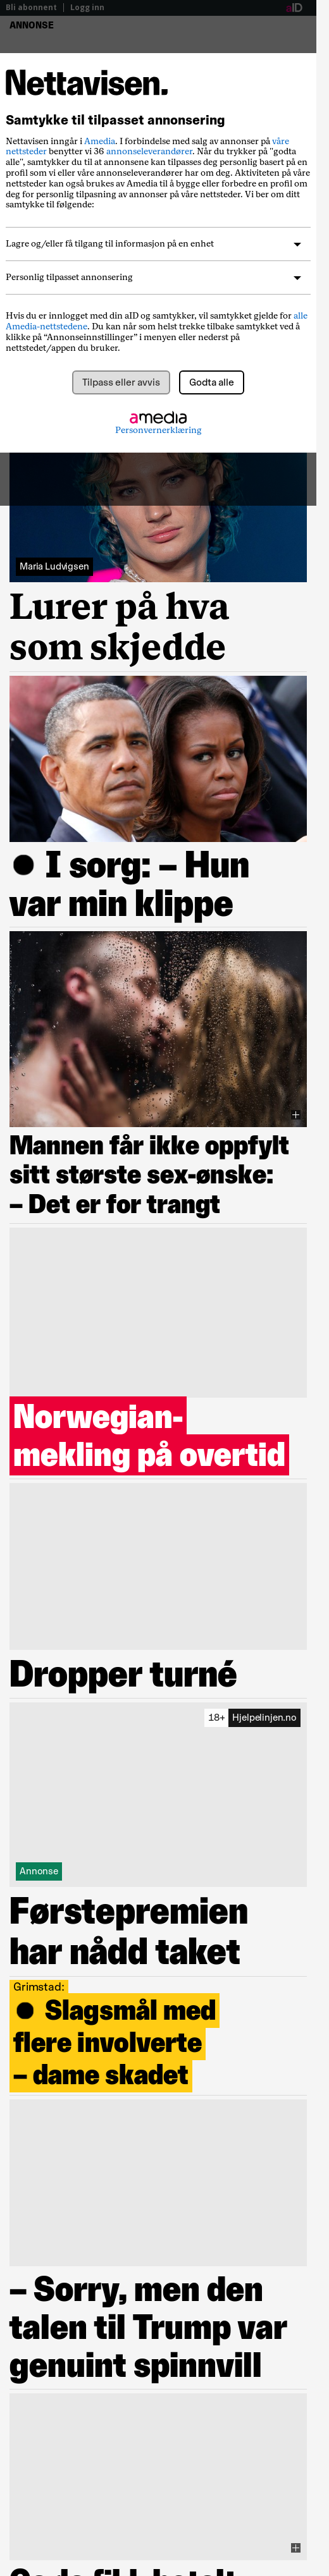 Bli abonnent | Logg inn
aID
ANNONSE
Nettavisen.
Samtykke til tilpasset annonsering
Nettavisen inngår i Amedia. I forbindelse med salg av annonser på våre
nettsteder benytter vi 36 annonseleverandører. Når du trykker på "godta
alle", samtykker du til at annonsene kan tilpasses deg personlig basert på en
profil som vi eller våre annonseleverandører har om deg. Aktiviteten på våre
nettsteder kan også brukes av Amedia til å bygge eller forbedre en profil om
deg for personlig tilpasning av annonser på våre nettsteder. Vi ber om ditt
samtykke til følgende:
Lagre og/eller få tilgang til informasjon på en enhet
Personlig tilpasset annonsering
Hvis du er innlogget med din aID og samtykker, vil samtykket gjelde for alle
Amedia-nettstedene. Du kan når som helst trekke tilbake samtykket ved å
klikke på “Annonseinnstillinger” i menyen eller nederst på
nettstedet/appen du bruker.
Tilpass eller avvis
Godta alle
amedia
Personvernerklæring
Maria Ludvigsen
Lurer på hva
som skjedde
● I sorg: – Hun
var min klippe
Mannen får ikke oppfylt
sitt største sex-ønske:
– Det er for trangt
Norwegian-
mekling på overtid
Dropper turné
18+ Hjelpelinjen.no
Annonse
Førstepremien
har nådd taket
Grimstad:
● Slagsmål med
flere involverte
– dame skadet
– Sorry, men den
talen til Trump var
genuint spinnvill